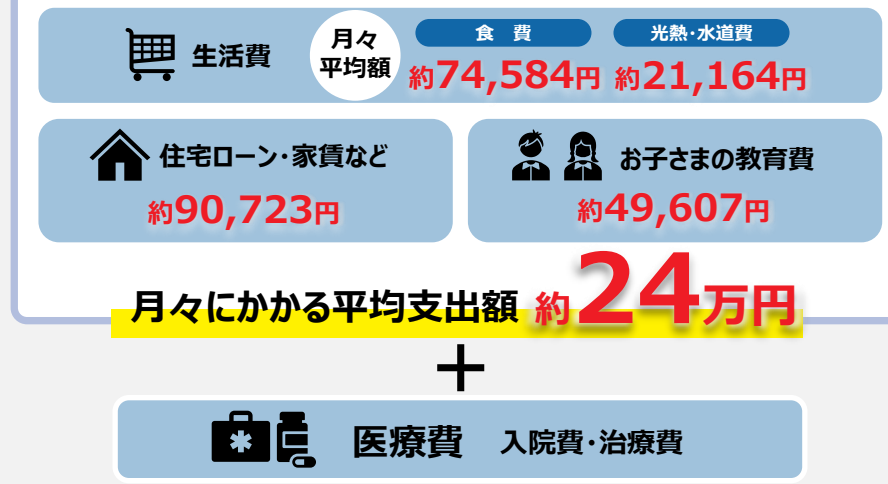 生活費
月々
平均額
食 費
約74,584円
光熱･水道費
約21,164円
住宅ローン･家賃など
約90,723円
お子さまの教育費
約49,607円
月々にかかる平均支出額 約24万円
＋
医療費 入院費･治療費